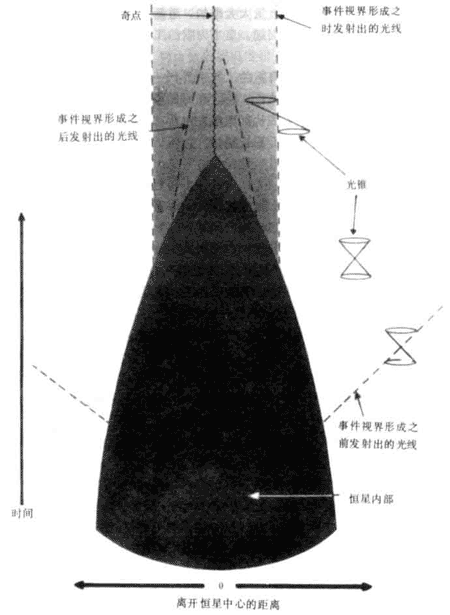 奇点
事件视界形成之
时发射出的光线
事件视界形成之
后发射出的光线
光锥
事件视界形成之
前发射出的光线
恒星内部
时间
0
离开恒星中心的距离